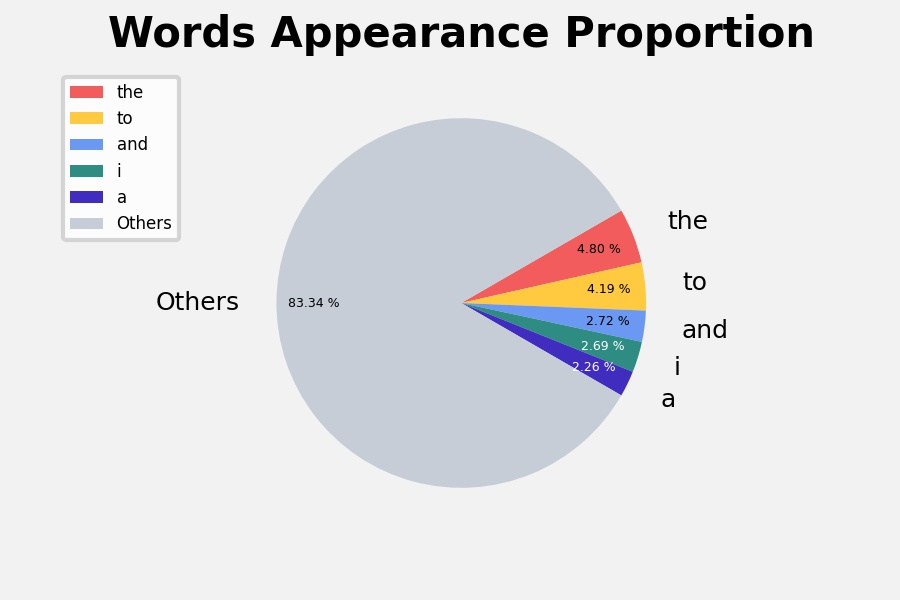 Words Appearance Proportion
the
to
and
i
a
Others
the
4.80 %
to
4.19 %
and
2.72 %
i
2.69 %
a
2.26 %
Others
83.34 %